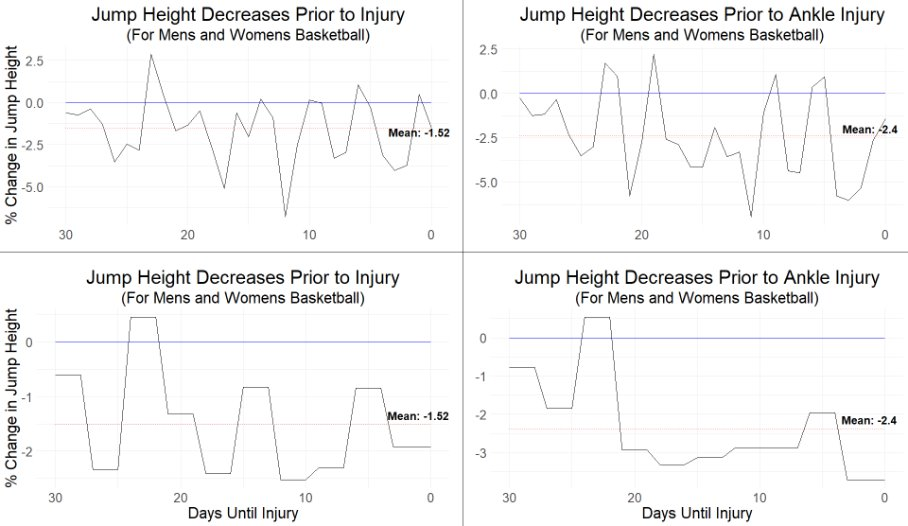 Jump Height Decreases Prior to Injury
(For Mens and Womens Basketball)
% Change in Jump Height
2.5
0.0
-2.5
-5.0
Mean: -1.52
30
20
10
0
Jump Height Decreases Prior to Ankle Injury
(For Mens and Womens Basketball)
2.5
0.0
-2.5
-5.0
Mean: -2.4
30
20
10
0
Jump Height Decreases Prior to Injury
(For Mens and Womens Basketball)
% Change in Jump Height
0
-1
-2
Mean: -1.52
30
20
10
0
Days Until Injury
Jump Height Decreases Prior to Ankle Injury
(For Mens and Womens Basketball)
0
-1
-2
-3
Mean: -2.4
30
20
10
0
Days Until Injury